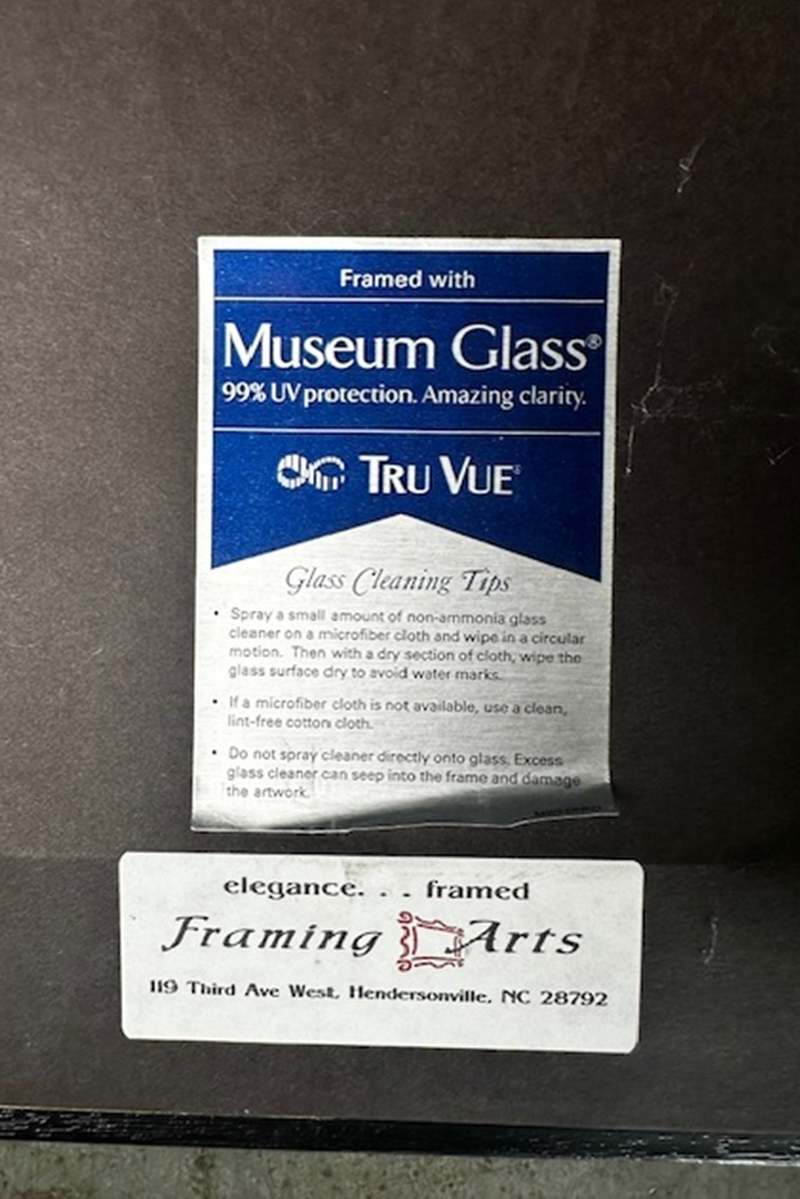 Framed with
Museum Glass®
99% UV protection. Amazing clarity.
TRU VUE®
Glass Cleaning Tips
• Spray a small amount of non-ammonia glass
cleaner on a microfiber cloth and wipe in a circular
motion. Then with a dry section of cloth, wipe the
glass surface dry to avoid water marks.
• If a microfiber cloth is not available, use a clean,
lint-free cotton cloth.
• Do not spray cleaner directly onto glass. Excess
glass cleaner can seep into the frame and damage
the artwork.
elegance. . . framed
Framing Arts
119 Third Ave West, Hendersonville, NC 28792